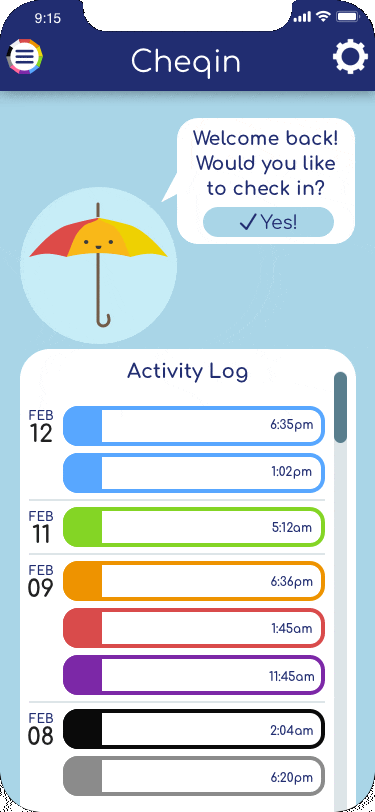 9:15
Cheqin
Welcome back!
Would you like
to check in?
Yes!
Activity Log
FEB
12
6:35pm
1:02pm
FEB
11
5:12am
FEB
09
6:36pm
1:45am
11:45am
FEB
08
2:04am
6:20pm